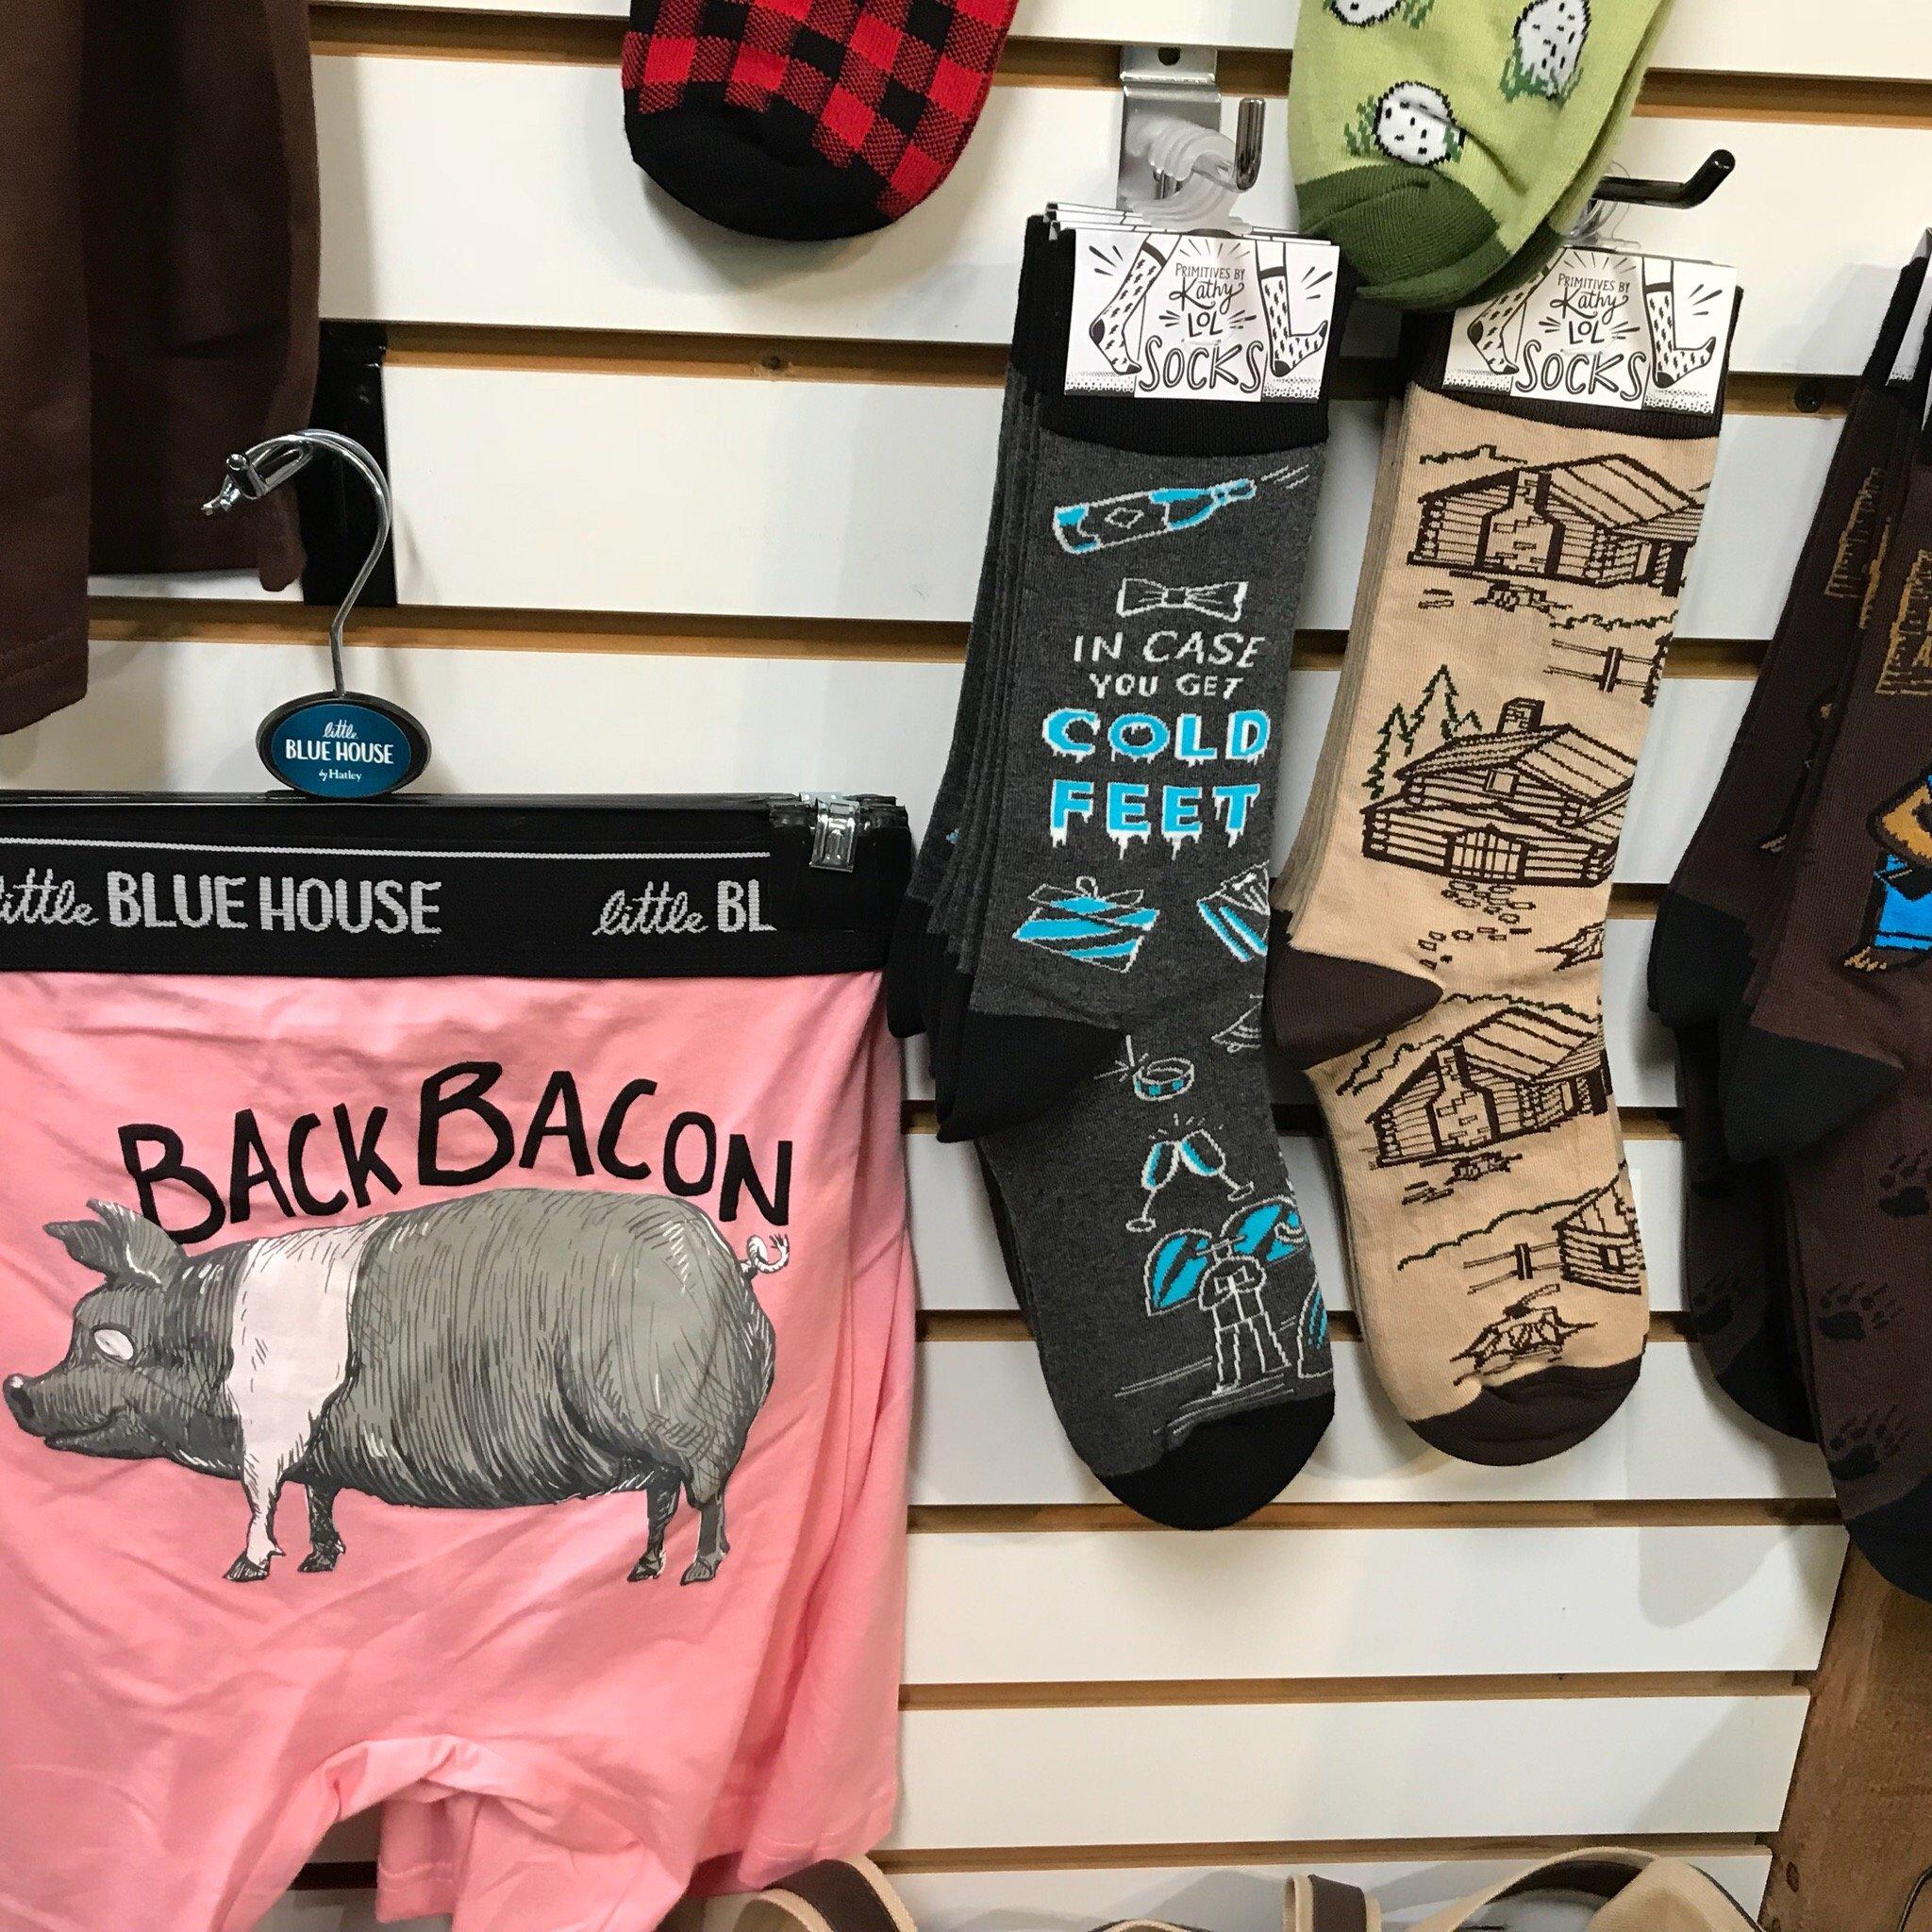 PRIMITIVES BY
Kathy
LOL
SOCKS
PRIMITIVES BY
Kathy
LOL
SOCKS
IN CASE
YOU GET
COLD
FEET
little
BLUE HOUSE
by Hatley
little BLUE HOUSE little BL
BACK BACON